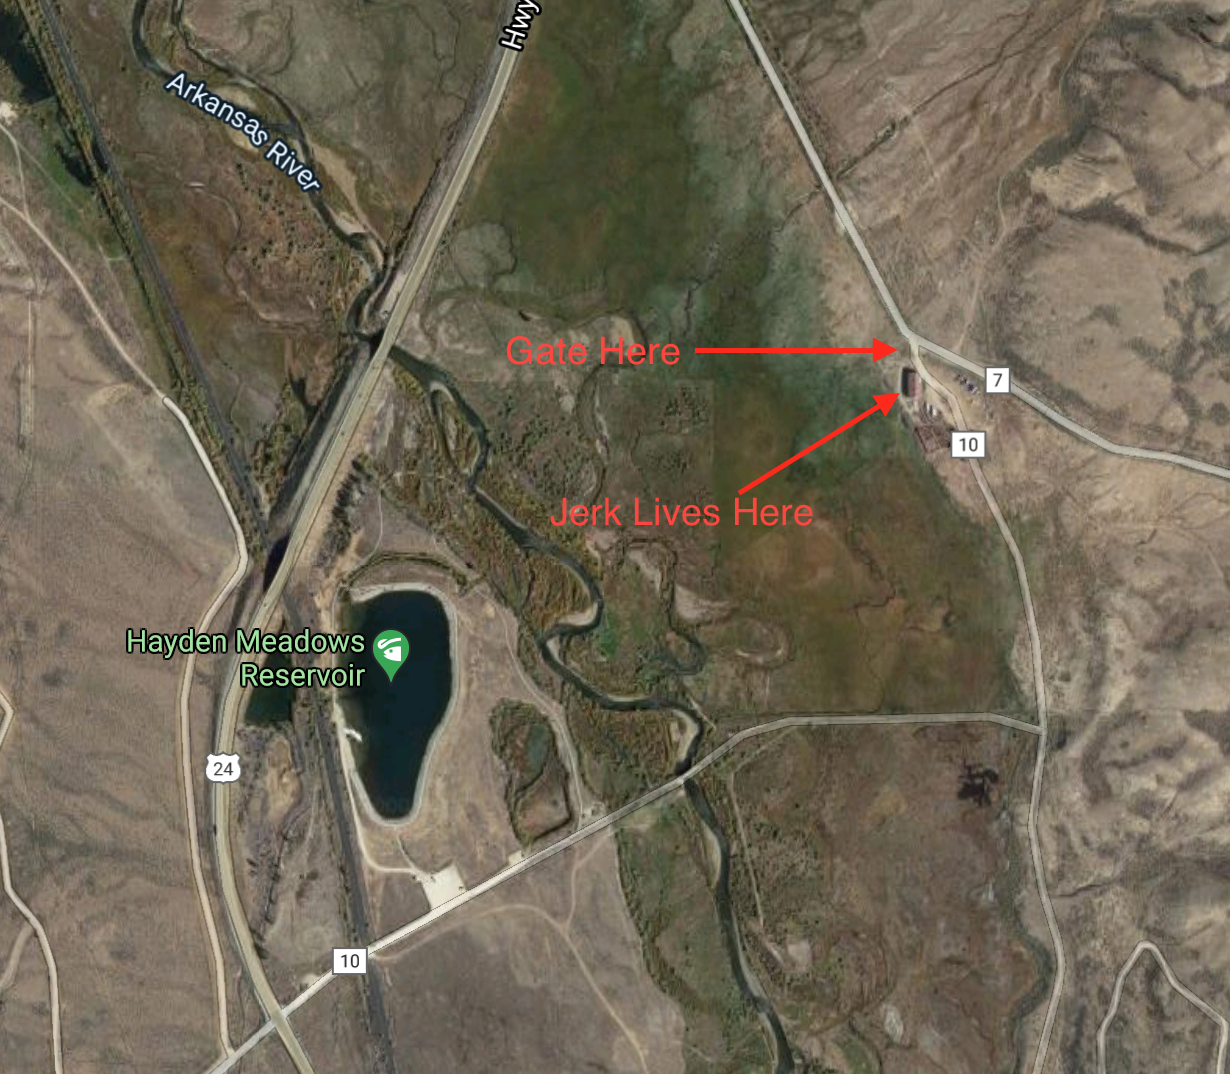 Hwy
Arkansas River
Gate Here
7
10
Jerk Lives Here
Hayden Meadows
Reservoir
24
10